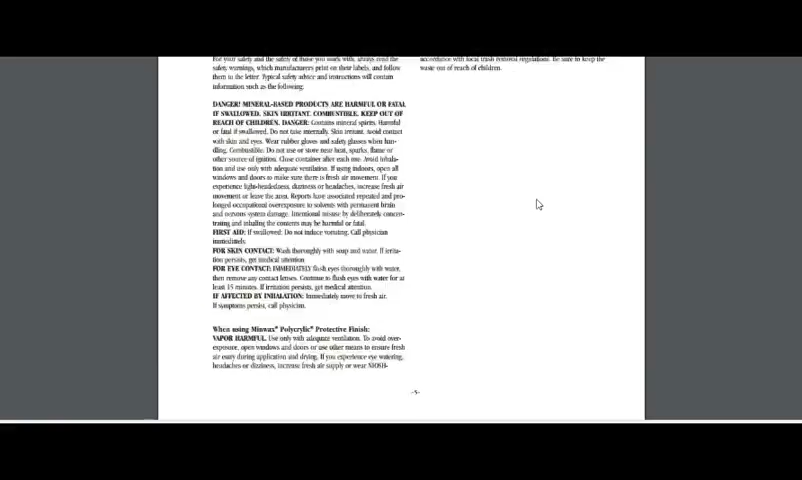 For your safety and the safety of those you work with, always read the
safety warnings, which manufacturers print on their labels, and follow
them to the letter. Typical safety advice and instructions will contain
information such as the following:
DANGER! MINERAL-BASED PRODUCTS ARE HARMFUL OR FATAL
IF SWALLOWED. SKIN IRRITANT. COMBUSTIBLE. KEEP OUT OF
REACH OF CHILDREN. DANGER: Contains mineral spirits. Harmful
or fatal if swallowed. Do not take internally. Skin irritant. Avoid contact
with skin and eyes. Wear rubber gloves and safety glasses when han-
dling. Combustible. Do not use or store near heat, sparks, flame or
other source of ignition. Close container after each use. Avoid inhala-
tion and use only with adequate ventilation. If using indoors, open all
windows and doors to make sure there is fresh air movement. If you
experience light-headedness, dizziness or headaches, increase fresh air
movement or leave the area. Reports have associated repeated and pro-
longed occupational overexposure to solvents with permanent brain
and nervous system damage. Intentional misuse by deliberately concen-
trating and inhaling the contents may be harmful or fatal.
FIRST AID: If swallowed: Do not induce vomiting. Call physician
immediately.
FOR SKIN CONTACT: Wash thoroughly with soap and water. If irrita-
tion persists, get medical attention.
FOR EYE CONTACT: IMMEDIATELY flush eyes thoroughly with water,
then remove any contact lenses. Continue to flush eyes with water for at
least 15 minutes. If irritation persists, get medical attention.
IF AFFECTED BY INHALATION: Immediately move to fresh air.
If symptoms persist, call physician.
When using Minwax® Polycrylic® Protective Finish:
VAPOR HARMFUL. Use only with adequate ventilation. To avoid over-
exposure, open windows and doors or use other means to ensure fresh
air entry during application and drying. If you experience eye watering,
headaches or dizziness, increase fresh air supply or wear NIOSH-
accordance with local trash removal regulations. Be sure to keep the
waste out of reach of children.
-5-